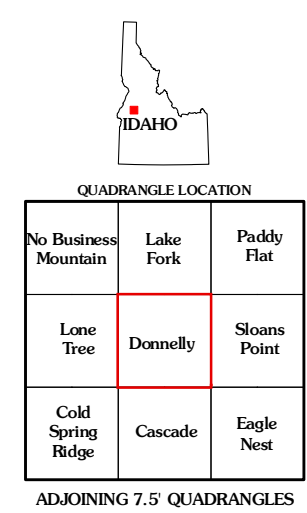 IDAHO
QUADRANGLE LOCATION
No Business
Mountain
Lake
Fork
Paddy
Flat
Lone
Tree
Donnelly
Sloans
Point
Cold
Spring
Ridge
Cascade
Eagle
Nest
ADJOINING 7.5' QUADRANGLES